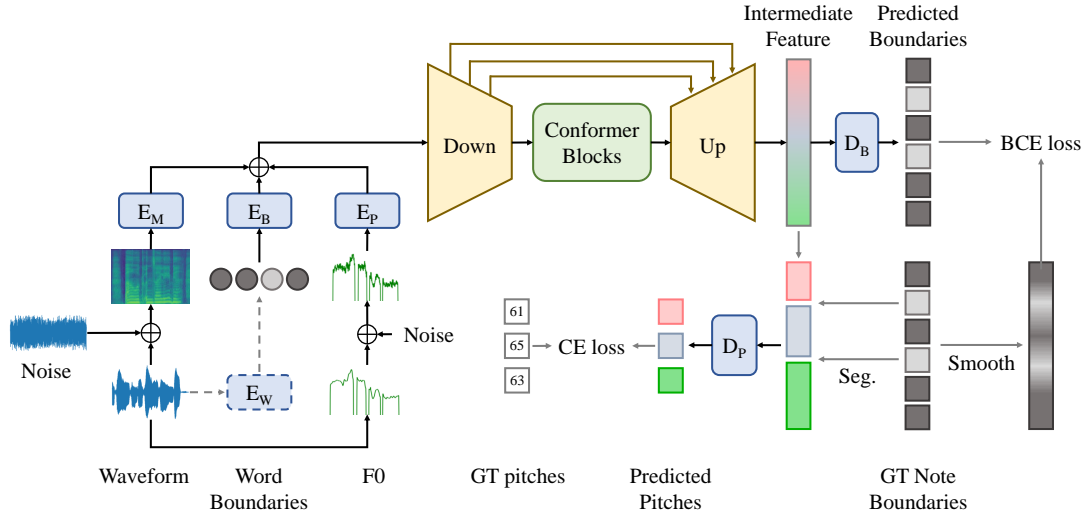 Intermediate
Feature
Predicted
Boundaries
Down
Conformer
Blocks
Up
D_B
BCE loss
E_M
E_B
E_P
Noise
Noise
E_W
61
65
63
CE loss
D_P
Seg.
Smooth
Waveform
Word
Boundaries
F0
GT pitches
Predicted
Pitches
GT Note
Boundaries